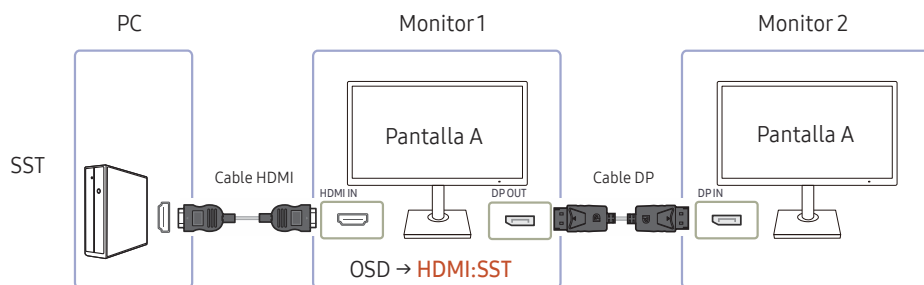 PC
Monitor 1
Monitor 2
SST
Pantalla A
Pantalla A
Cable HDMI
Cable DP
HDMI IN
DP OUT
DP IN
OSD → HDMI:SST